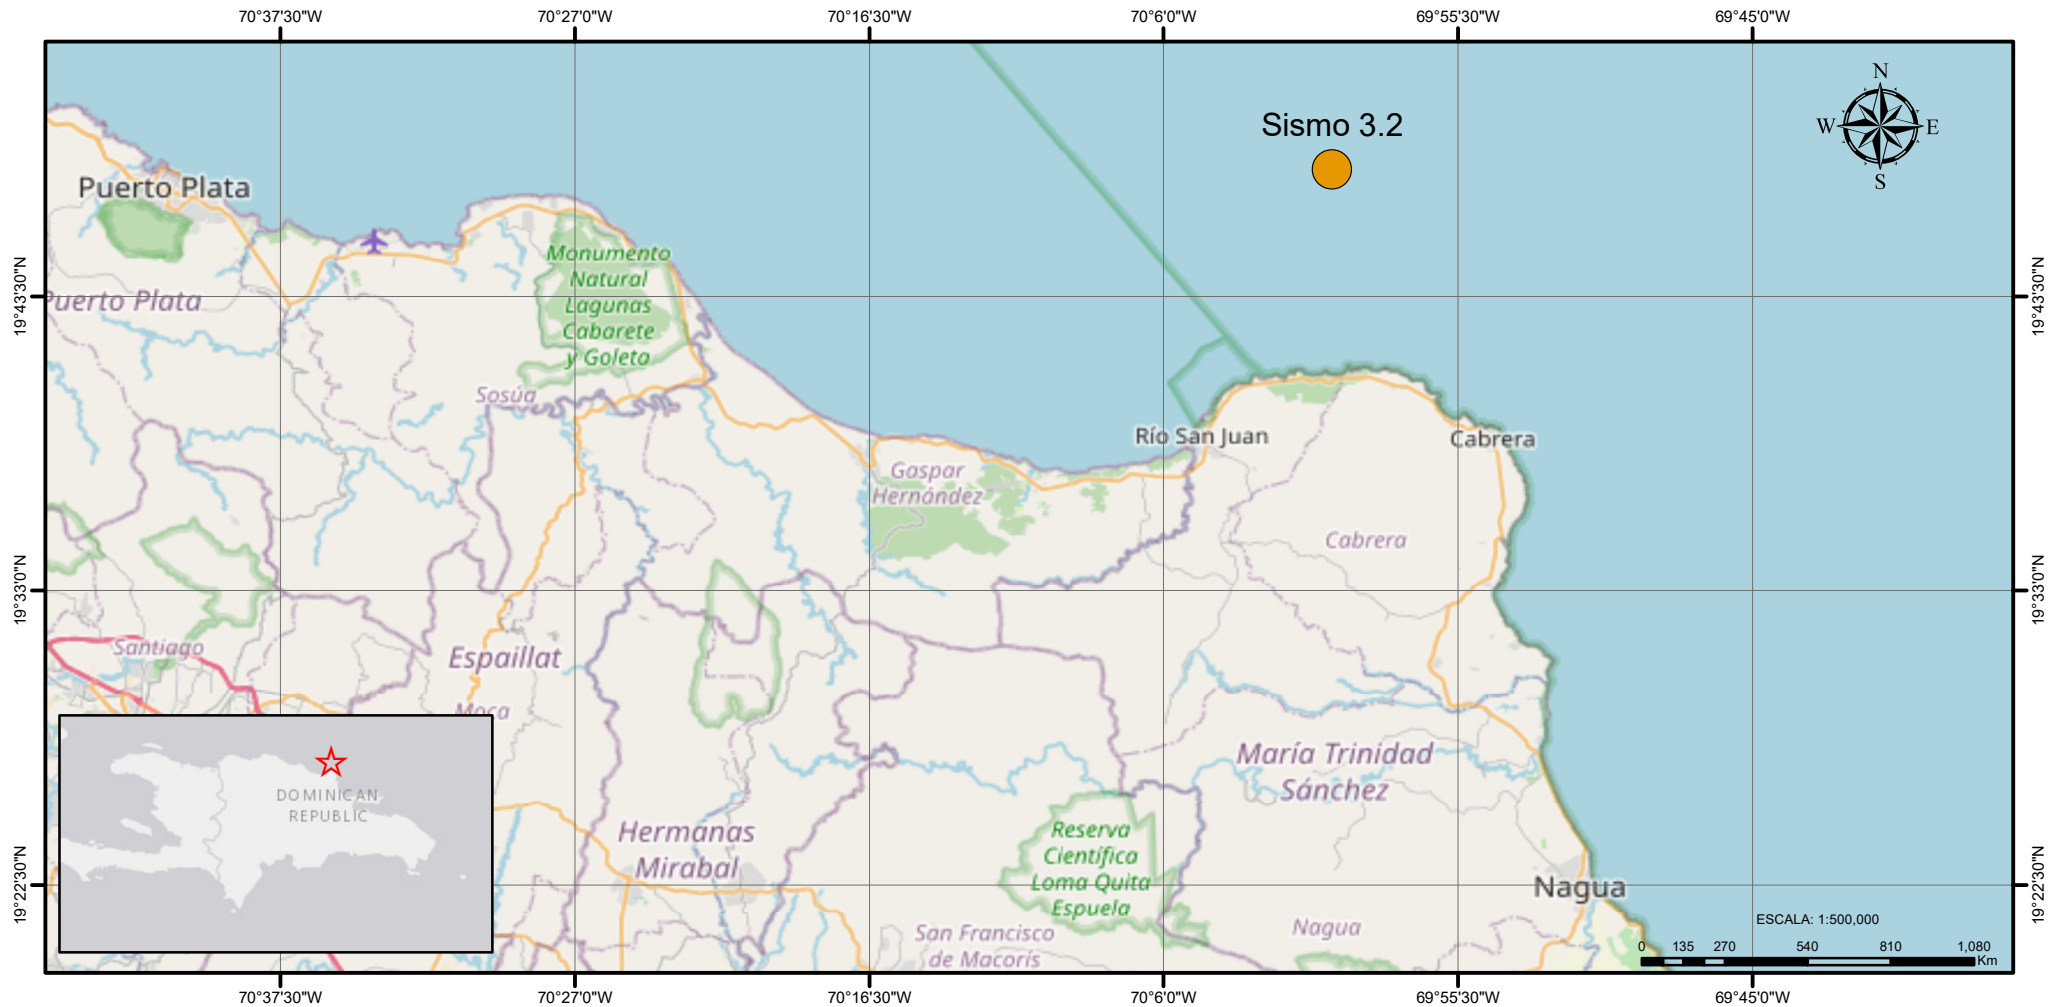 70°37'30"W
70°27'0"W
70°16'30"W
70°6'0"W
69°55'30"W
69°45'0"W
N
W
E
S
Sismo 3.2
Puerto Plata
Puerto Plata
19°43'30"N
19°43'30"N
Monumento
Natural
Lagunas
Cabarete
y Goleta
Sosúa
Río San Juan
Cabrera
Gaspar
Hernández
Cabrera
19°33'0"N
19°33'0"N
Santiago
Espaillat
Moca
María Trinidad
Sánchez
DOMINICAN
REPUBLIC
Hermanas
Mirabal
Reserva
Científica
Loma Quita
Espuela
19°22'30"N
19°22'30"N
Nagua
Nagua
San Francisco
de Macorís
ESCALA: 1:500,000
0 135 270 540 810 1,080
Km
70°37'30"W
70°27'0"W
70°16'30"W
70°6'0"W
69°55'30"W
69°45'0"W